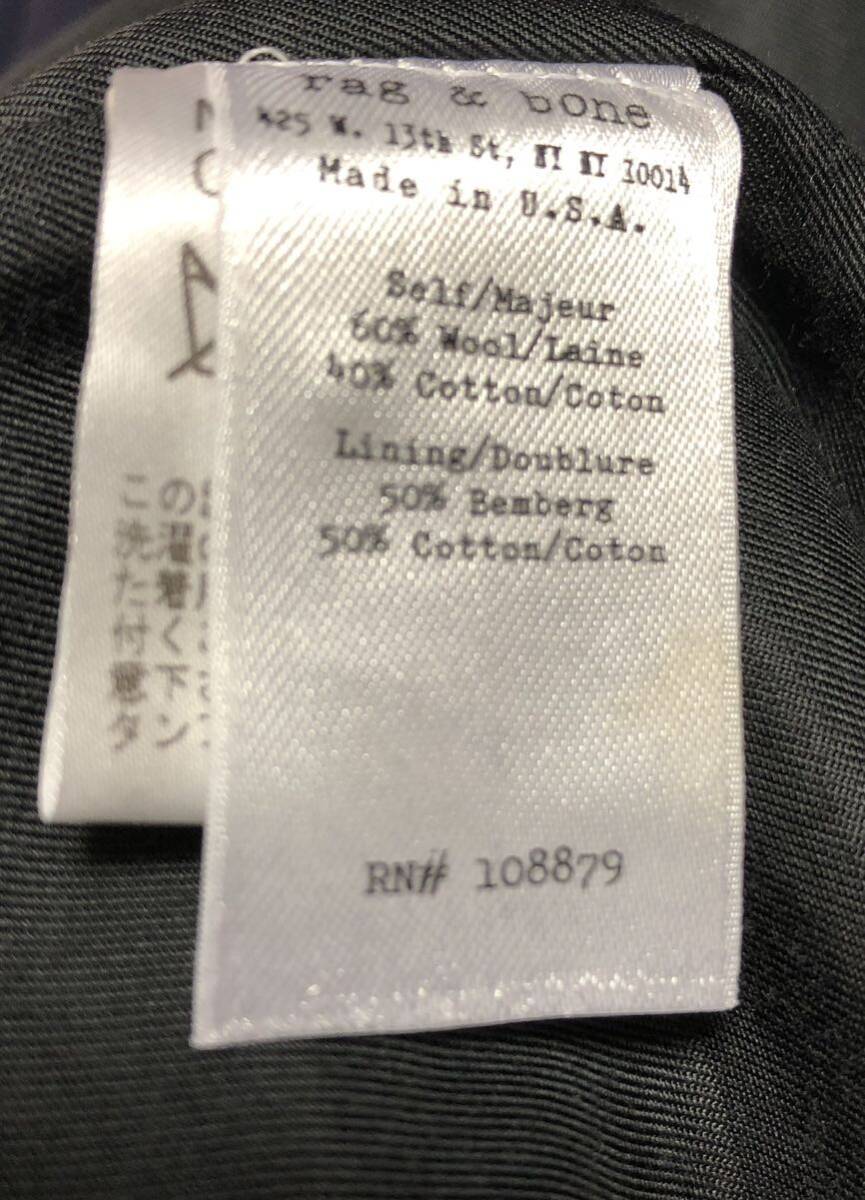 rag & bone
425 W. 13th St, NY NY 10014
Made in U.S.A.
Self/Majeur
60% Wool/Laine
40% Cotton/Coton
Lining/Doublure
50% Bemberg
50% Cotton/Coton
RN# 108879